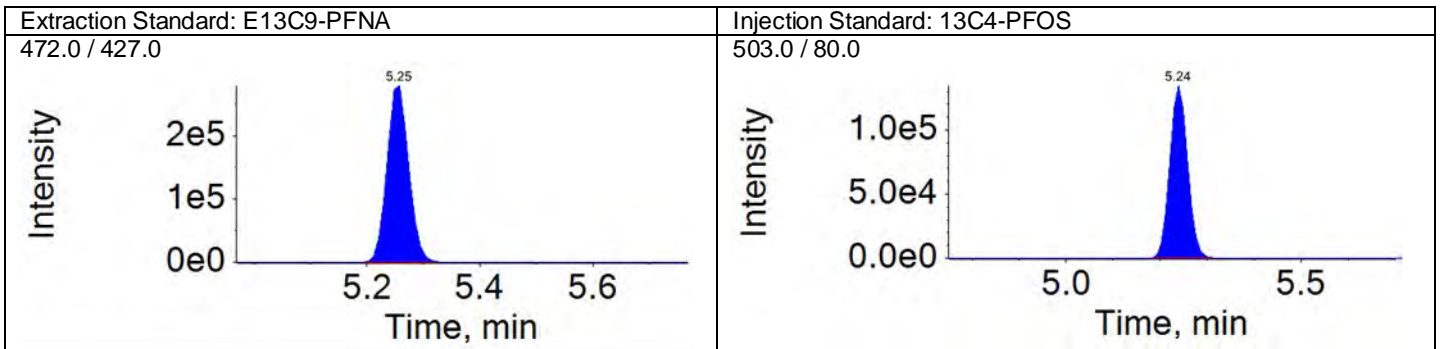 Extraction Standard: E13C9-PFNA
472.0 / 427.0
5.25
Intensity
2e5
1e5
0e0
5.2 5.4 5.6
Time, min
Injection Standard: 13C4-PFOS
503.0 / 80.0
5.24
Intensity
1.0e5
5.0e4
0.0e0
5.0 5.5
Time, min